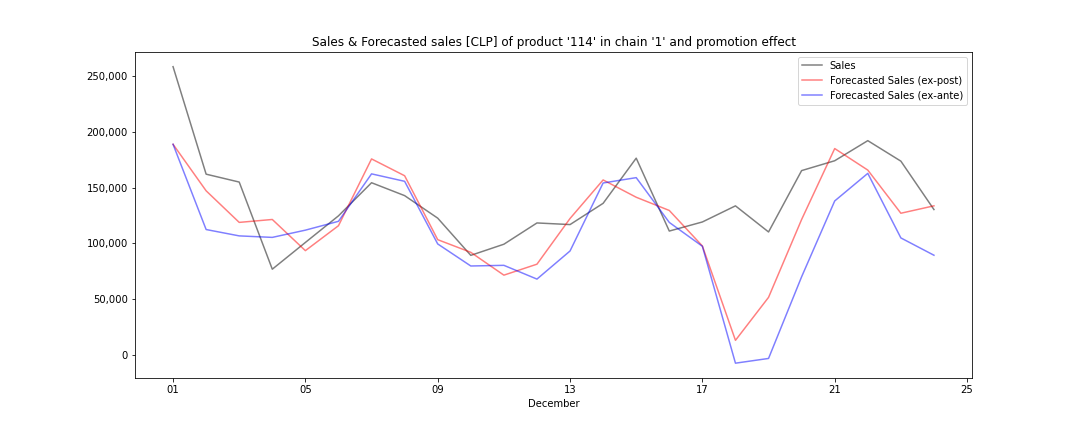 Sales & Forecasted sales [CLP] of product '114' in chain '1' and promotion effect
Sales
Forecasted Sales (ex-post)
Forecasted Sales (ex-ante)
250,000
200,000
150,000
100,000
50,000
0
01 05 09 13 17 21 25
December